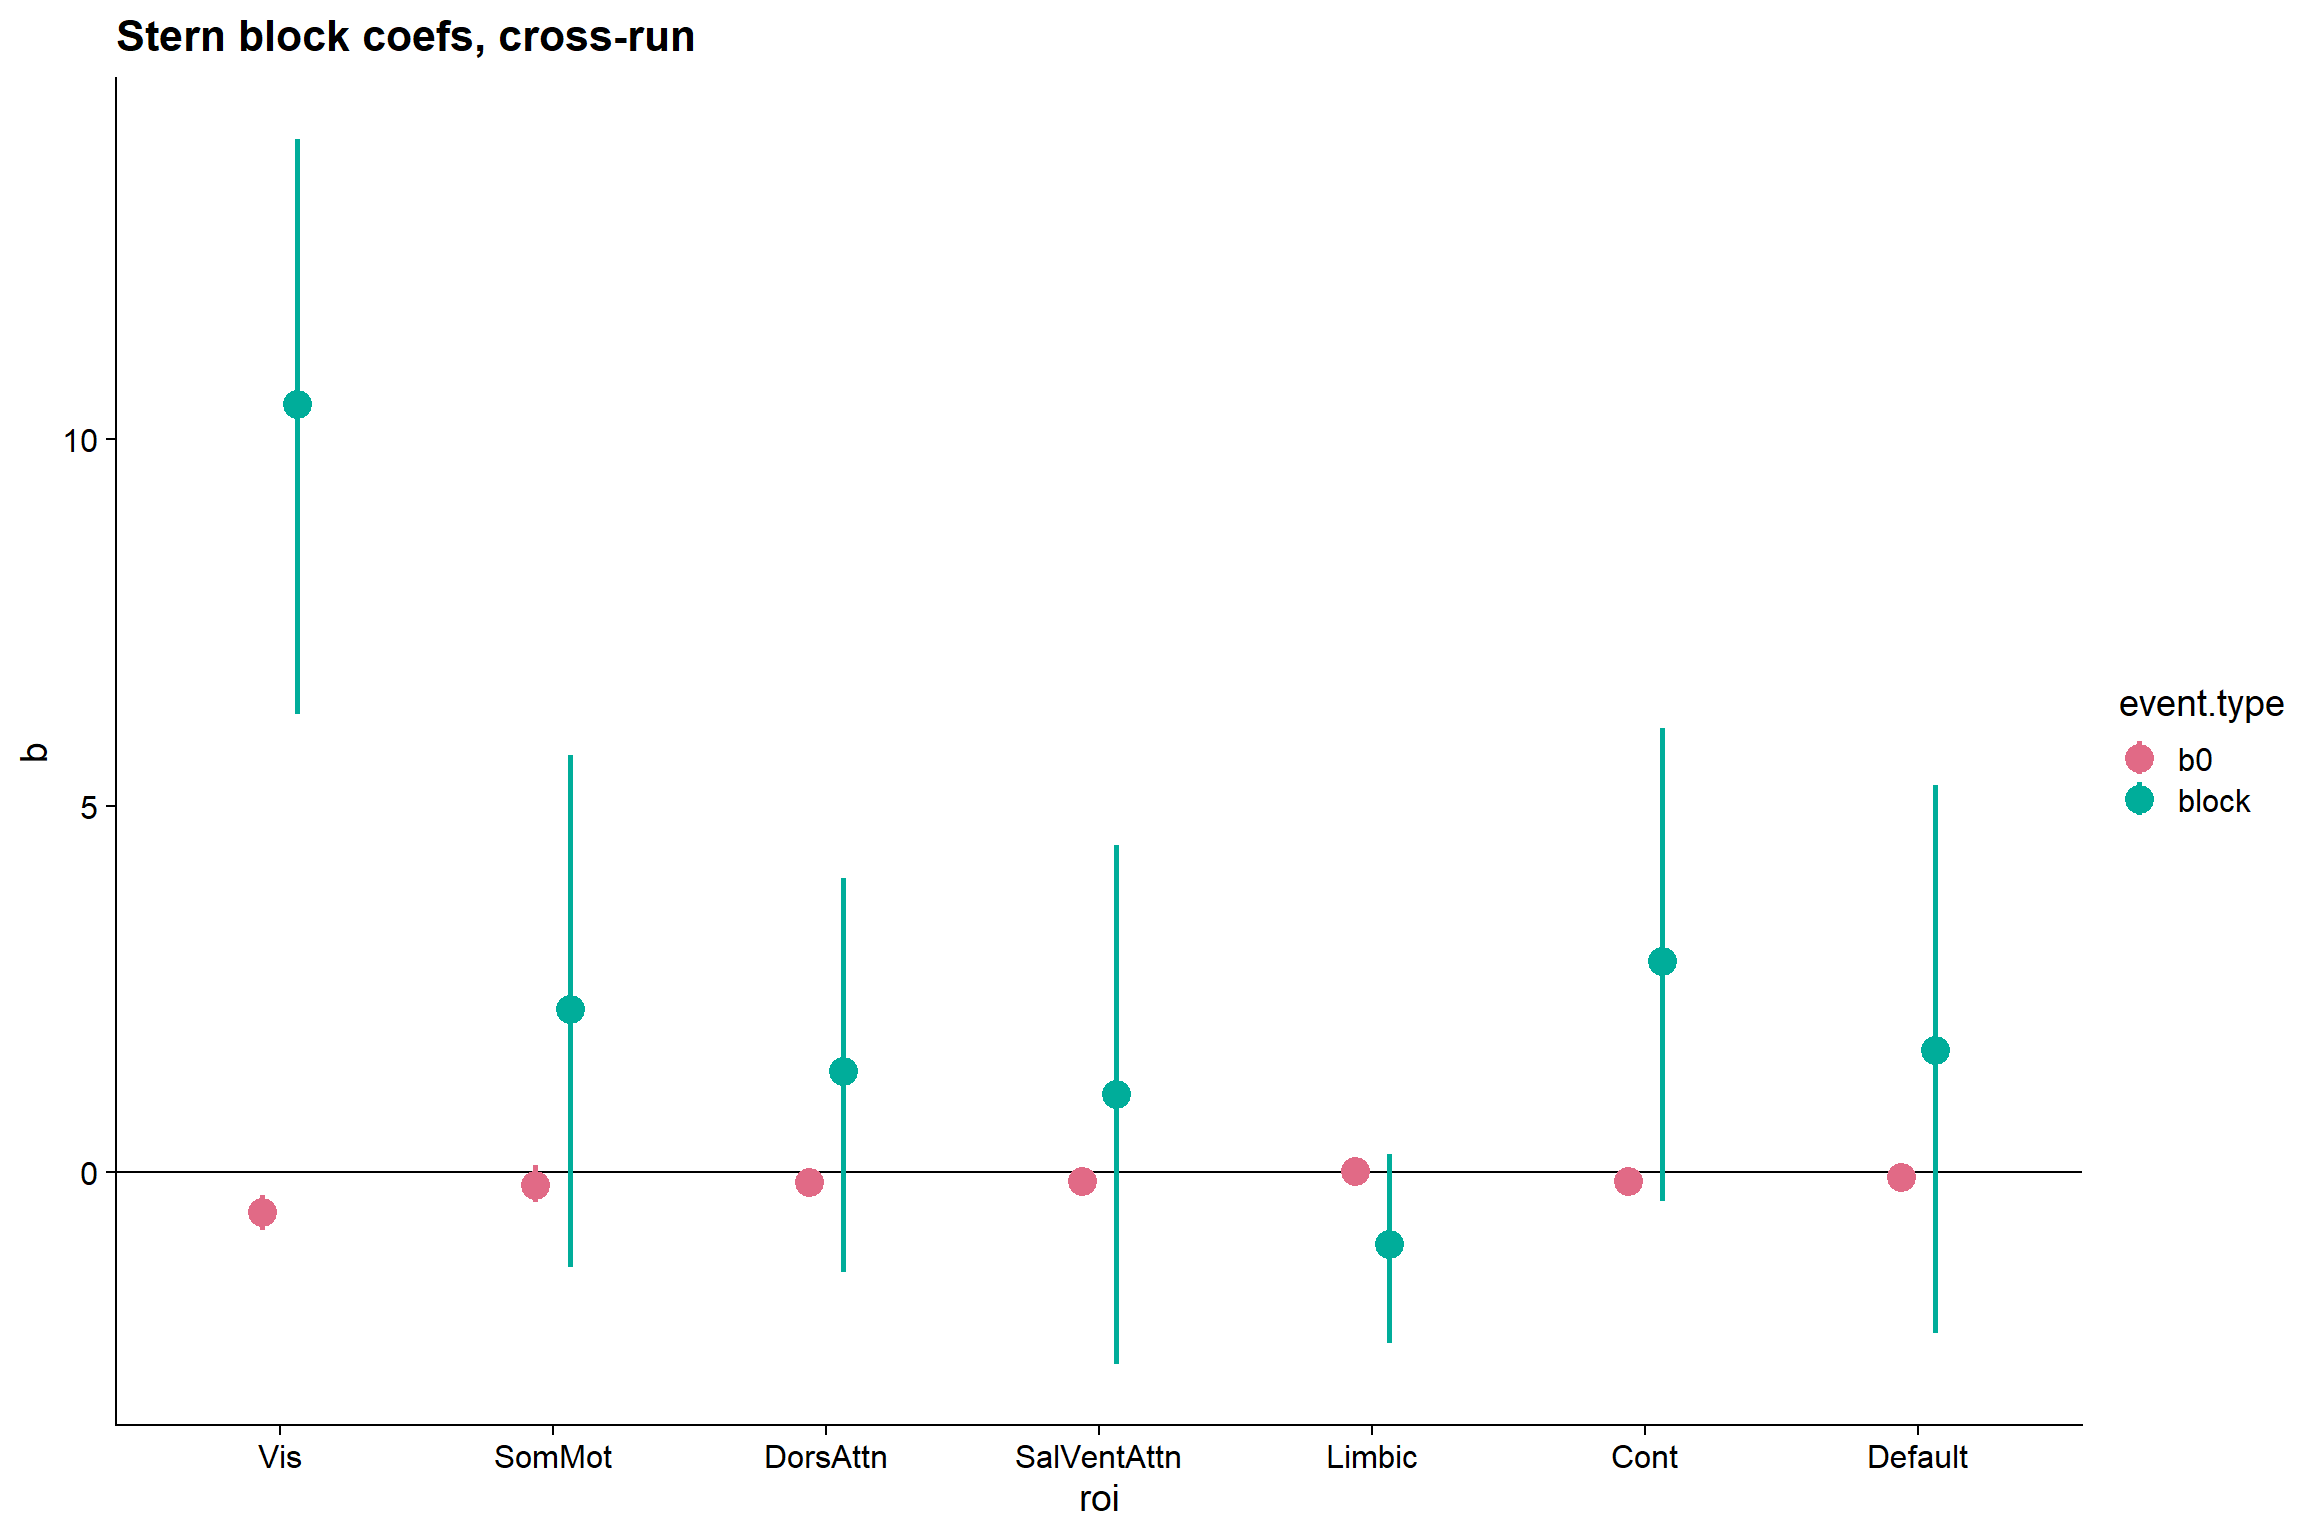 Stern block coefs, cross-run
10
5
0
b
Vis SomMot DorsAttn SalVentAttn Limbic Cont Default
roi
event.type
b0
block